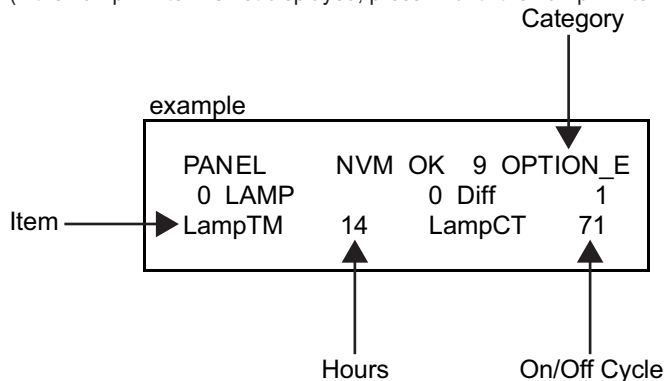 Category
example
PANEL NVM OK 9 OPTION_E
0 LAMP 0 Diff 1
Item
LampTM 14 LampCT 71
Hours On/Off Cycle